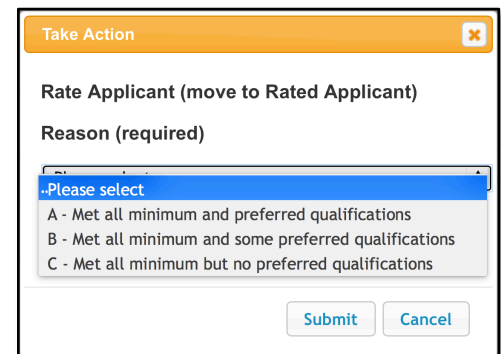 Take Action
Rate Applicant (move to Rated Applicant)
Reason (required)
Please select
A - Met all minimum and preferred qualifications
B - Met all minimum and some preferred qualifications
C - Met all minimum but no preferred qualifications
Submit Cancel